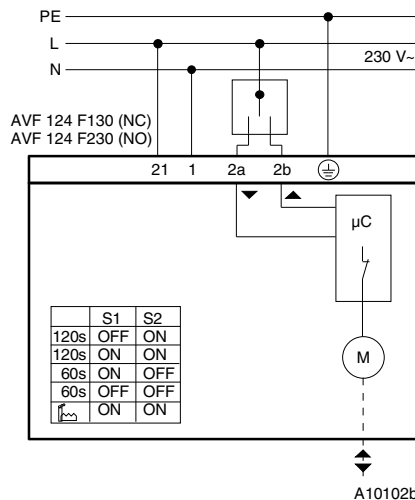 PE
L
N
230 V~
AVF 124 F130 (NC)
AVF 124 F230 (NO)
21 1 2a 2b
µC
M
S1 S2
120s OFF ON
120s ON ON
60s ON OFF
60s OFF OFF
ON ON
A10102b